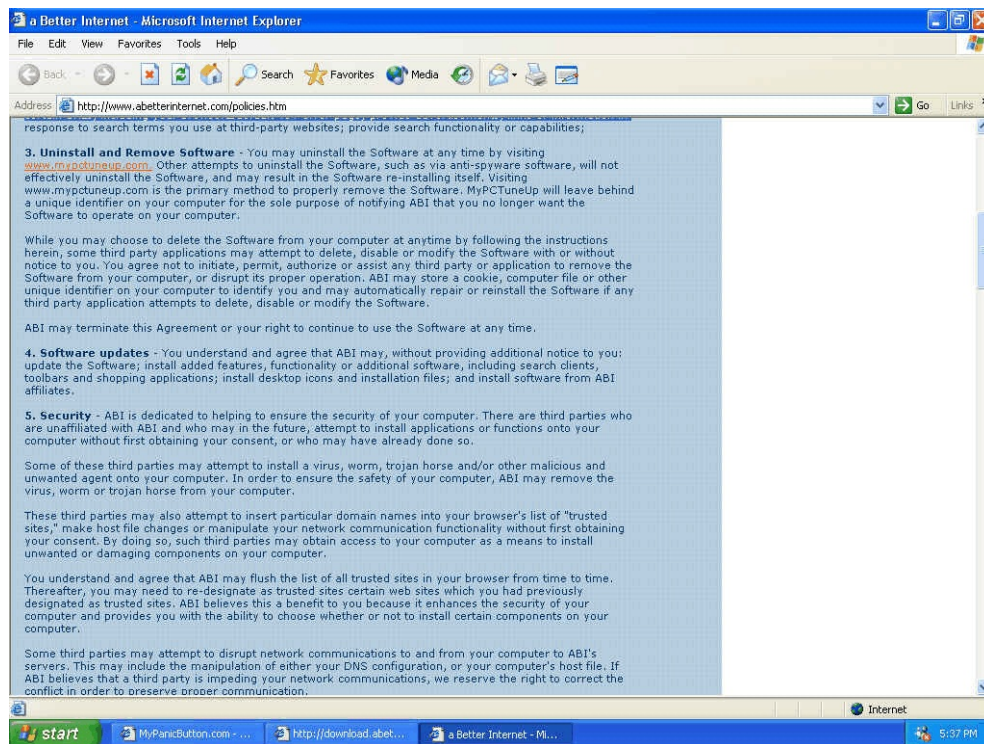 a Better Internet - Microsoft Internet Explorer
File Edit View Favorites Tools Help
Back Search Favorites Media
Address http://www.abetterinternet.com/policies.htm Go Links
response to search terms you use at third-party websites; provide search functionality or capabilities;
3. Uninstall and Remove Software - You may uninstall the Software at any time by visiting
www.mypctuneup.com. Other attempts to uninstall the Software, such as via anti-spyware software, will not
effectively uninstall the Software, and may result in the Software re-installing itself. Visiting
www.mypctuneup.com is the primary method to properly remove the Software. MyPCTuneUp will leave behind
a unique identifier on your computer for the sole purpose of notifying ABI that you no longer want the
Software to operate on your computer.
While you may choose to delete the Software from your computer at anytime by following the instructions
herein, some third party applications may attempt to delete, disable or modify the Software with or without
notice to you. You agree not to initiate, permit, authorize or assist any third party or application to remove the
Software from your computer, or disrupt its proper operation. ABI may store a cookie, computer file or other
unique identifier on your computer to identify you and may automatically repair or reinstall the Software if any
third party application attempts to delete, disable or modify the Software.
ABI may terminate this Agreement or your right to continue to use the Software at any time.
4. Software updates - You understand and agree that ABI may, without providing additional notice to you:
update the Software; install added features, functionality or additional software, including search clients,
toolbars and shopping applications; install desktop icons and installation files; and install software from ABI
affiliates.
5. Security - ABI is dedicated to helping to ensure the security of your computer. There are third parties who
are unaffiliated with ABI and who may in the future, attempt to install applications or functions onto your
computer without first obtaining your consent, or who may have already done so.
Some of these third parties may attempt to install a virus, worm, trojan horse and/or other malicious and
unwanted agent onto your computer. In order to ensure the safety of your computer, ABI may remove the
virus, worm or trojan horse from your computer.
These third parties may also attempt to insert particular domain names into your browser's list of "trusted
sites," make host file changes or manipulate your network communication functionality without first obtaining
your consent. By doing so, such third parties may obtain access to your computer as a means to install
unwanted or damaging components on your computer.
You understand and agree that ABI may flush the list of all trusted sites in your browser from time to time.
Thereafter, you may need to re-designate as trusted sites certain web sites which you had previously
designated as trusted sites. ABI believes this a benefit to you because it enhances the security of your
computer and provides you with the ability to choose whether or not to install certain components on your
computer.
Some third parties may attempt to disrupt network communications to and from your computer to ABI's
servers. This may include the manipulation of either your DNS configuration, or your computer's host file. If
ABI believes that a third party is impeding your network communications, we reserve the right to correct the
conflict in order to preserve proper communication.
Internet
start MyPanicButton.com - ... http://download.abet... a Better Internet - Mi... 5:37 PM